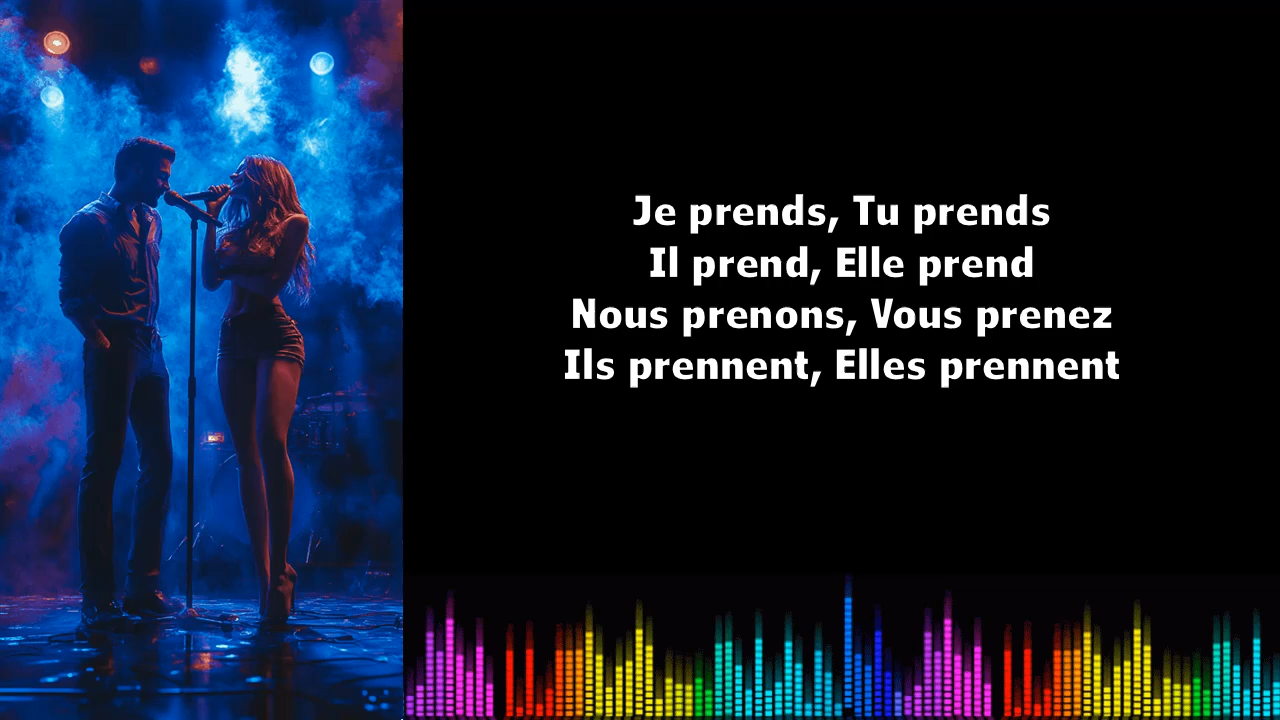 Je prends, Tu prends
Il prend, Elle prend
Nous prenons, Vous prenez
Ils prennent, Elles prennent